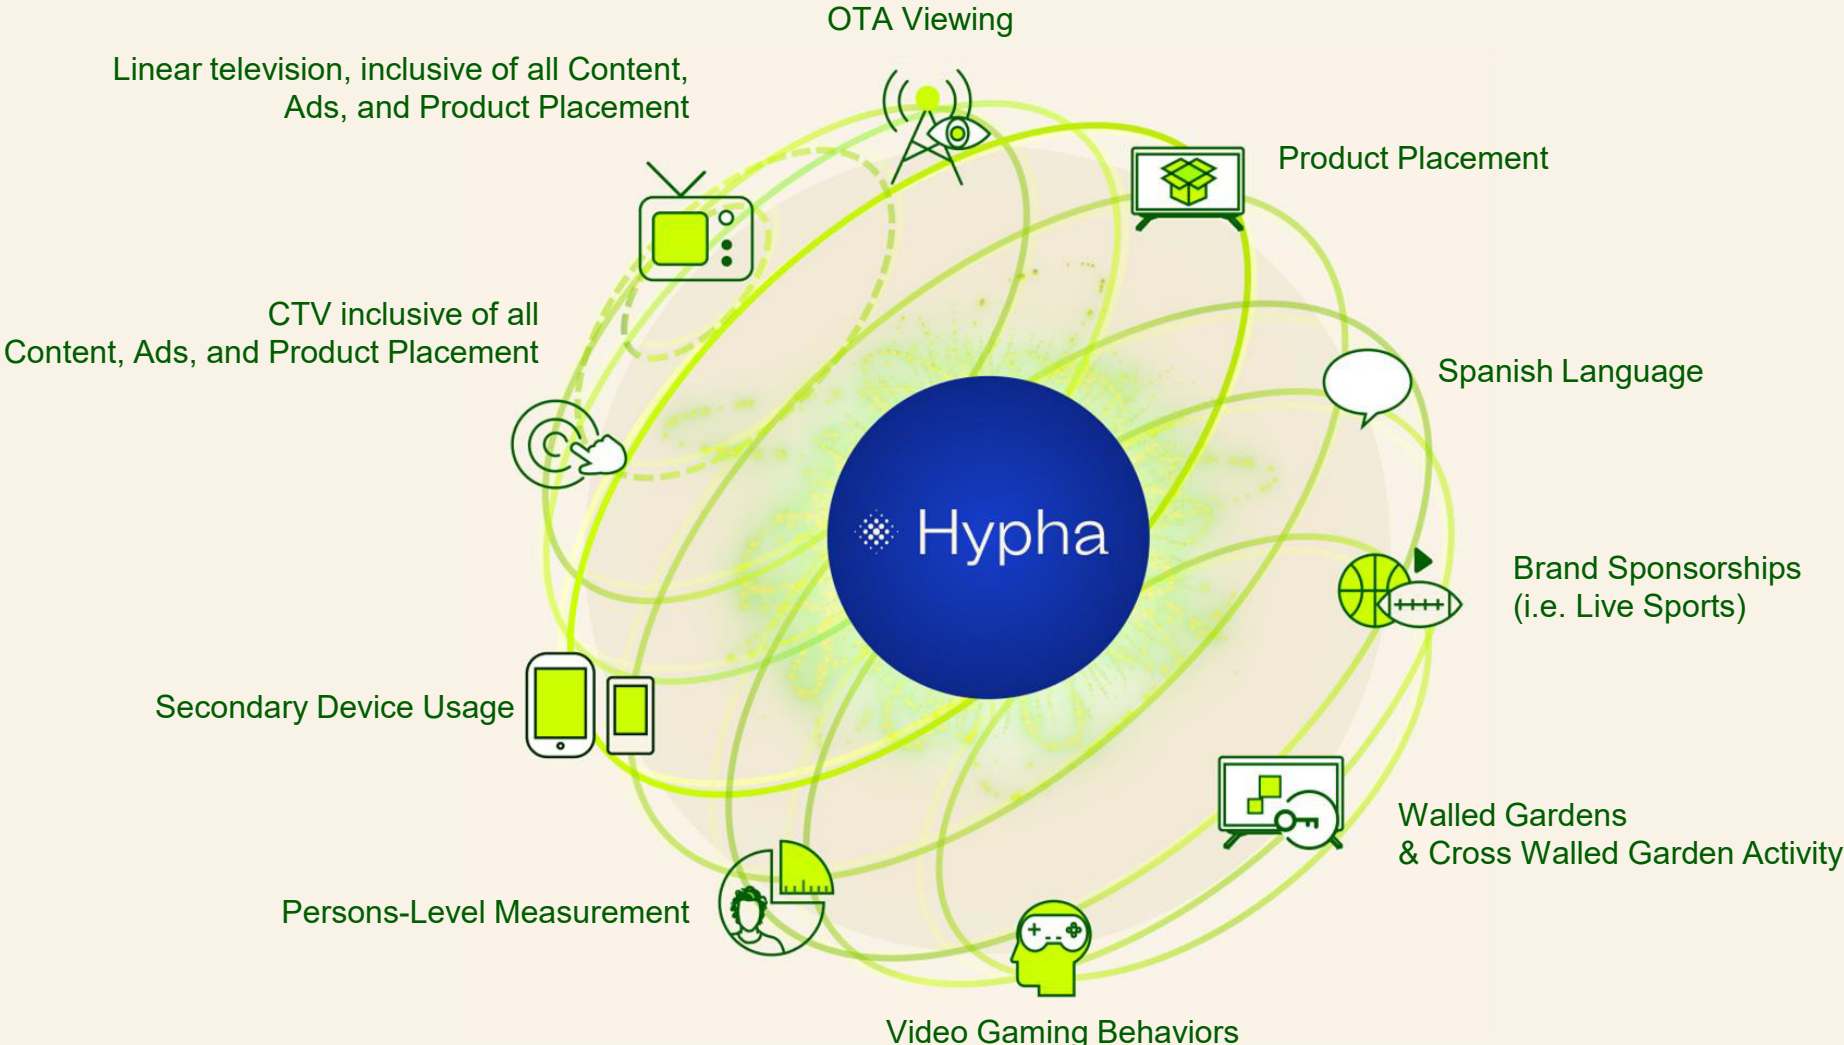 OTA Viewing
Linear television, inclusive of all Content,
Ads, and Product Placement
Product Placement
CTV inclusive of all
Content, Ads, and Product Placement
Spanish Language
Hypha
Brand Sponsorships
(i.e. Live Sports)
Secondary Device Usage
Walled Gardens
& Cross Walled Garden Activity
Persons-Level Measurement
Video Gaming Behaviors